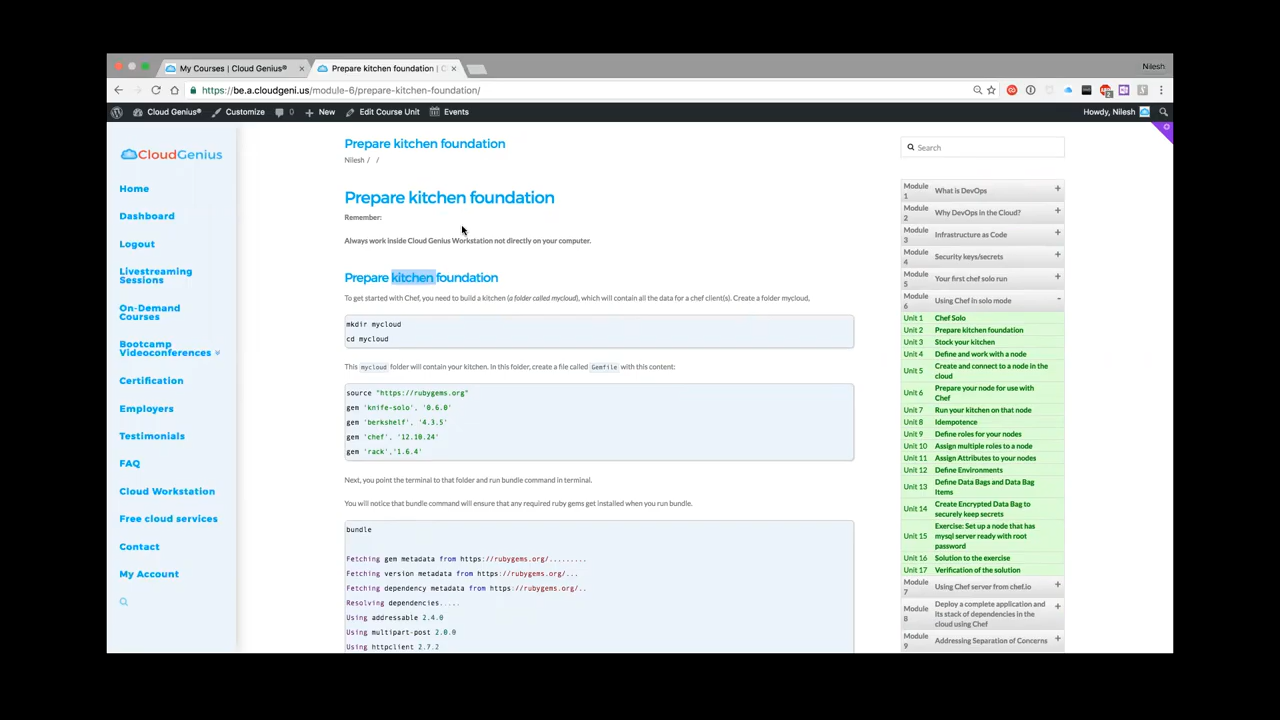 My Courses | Cloud Genius® ×
Prepare kitchen foundation | C ×
Nilesh
https://be.a.cloudgeni.us/module-6/prepare-kitchen-foundation/
Cloud Genius® Customize 0 New Edit Course Unit Events Howdy, Nilesh
CloudGenius
Home
Dashboard
Logout
Livestreaming
Sessions
On-Demand
Courses
Bootcamp
Videoconferences
Certification
Employers
Testimonials
FAQ
Cloud Workstation
Free cloud services
Contact
My Account
Prepare kitchen foundation
Nilesh / /
Prepare kitchen foundation
Remember:
Always work inside Cloud Genius Workstation not directly on your computer.
Prepare kitchen foundation
To get started with Chef, you need to build a kitchen (a folder called mycloud), which will contain all the data for a chef client(s). Create a folder mycloud,
mkdir mycloud
cd mycloud
This mycloud folder will contain your kitchen. In this folder, create a file called Gemfile with this content:
source "https://rubygems.org"
gem 'knife-solo', '0.6.0'
gem 'berkshelf', '4.3.5'
gem 'chef', '12.10.24'
gem 'rack','1.6.4'
Next, you point the terminal to that folder and run bundle command in terminal.
You will notice that bundle command will ensure that any required ruby gems get installed when you run bundle.
bundle
Fetching gem metadata from https://rubygems.org/.........
Fetching version metadata from https://rubygems.org/...
Fetching dependency metadata from https://rubygems.org/..
Resolving dependencies.....
Using addressable 2.4.0
Using multipart-post 2.0.0
Using httpclient 2.7.2
Search
Module 1 What is DevOps +
Module 2 Why DevOps in the Cloud? +
Module 3 Infrastructure as Code +
Module 4 Security keys/secrets +
Module 5 Your first chef solo run +
Module 6 Using Chef in solo mode -
Unit 1 Chef Solo
Unit 2 Prepare kitchen foundation
Unit 3 Stock your kitchen
Unit 4 Define and work with a node
Unit 5 Create and connect to a node in the
cloud
Unit 6 Prepare your node for use with
Chef
Unit 7 Run your kitchen on that node
Unit 8 Idempotence
Unit 9 Define roles for your nodes
Unit 10 Assign multiple roles to a node
Unit 11 Assign Attributes to your nodes
Unit 12 Define Environments
Unit 13 Define Data Bags and Data Bag
Items
Unit 14 Create Encrypted Data Bag to
securely keep secrets
Unit 15 Exercise: Set up a node that has
mysql server ready with root
password
Unit 16 Solution to the exercise
Unit 17 Verification of the solution
Module 7 Using Chef server from chef.io +
Module 8 Deploy a complete application and
its stack of dependencies in the
cloud using Chef +
Module 9 Addressing Separation of Concerns +